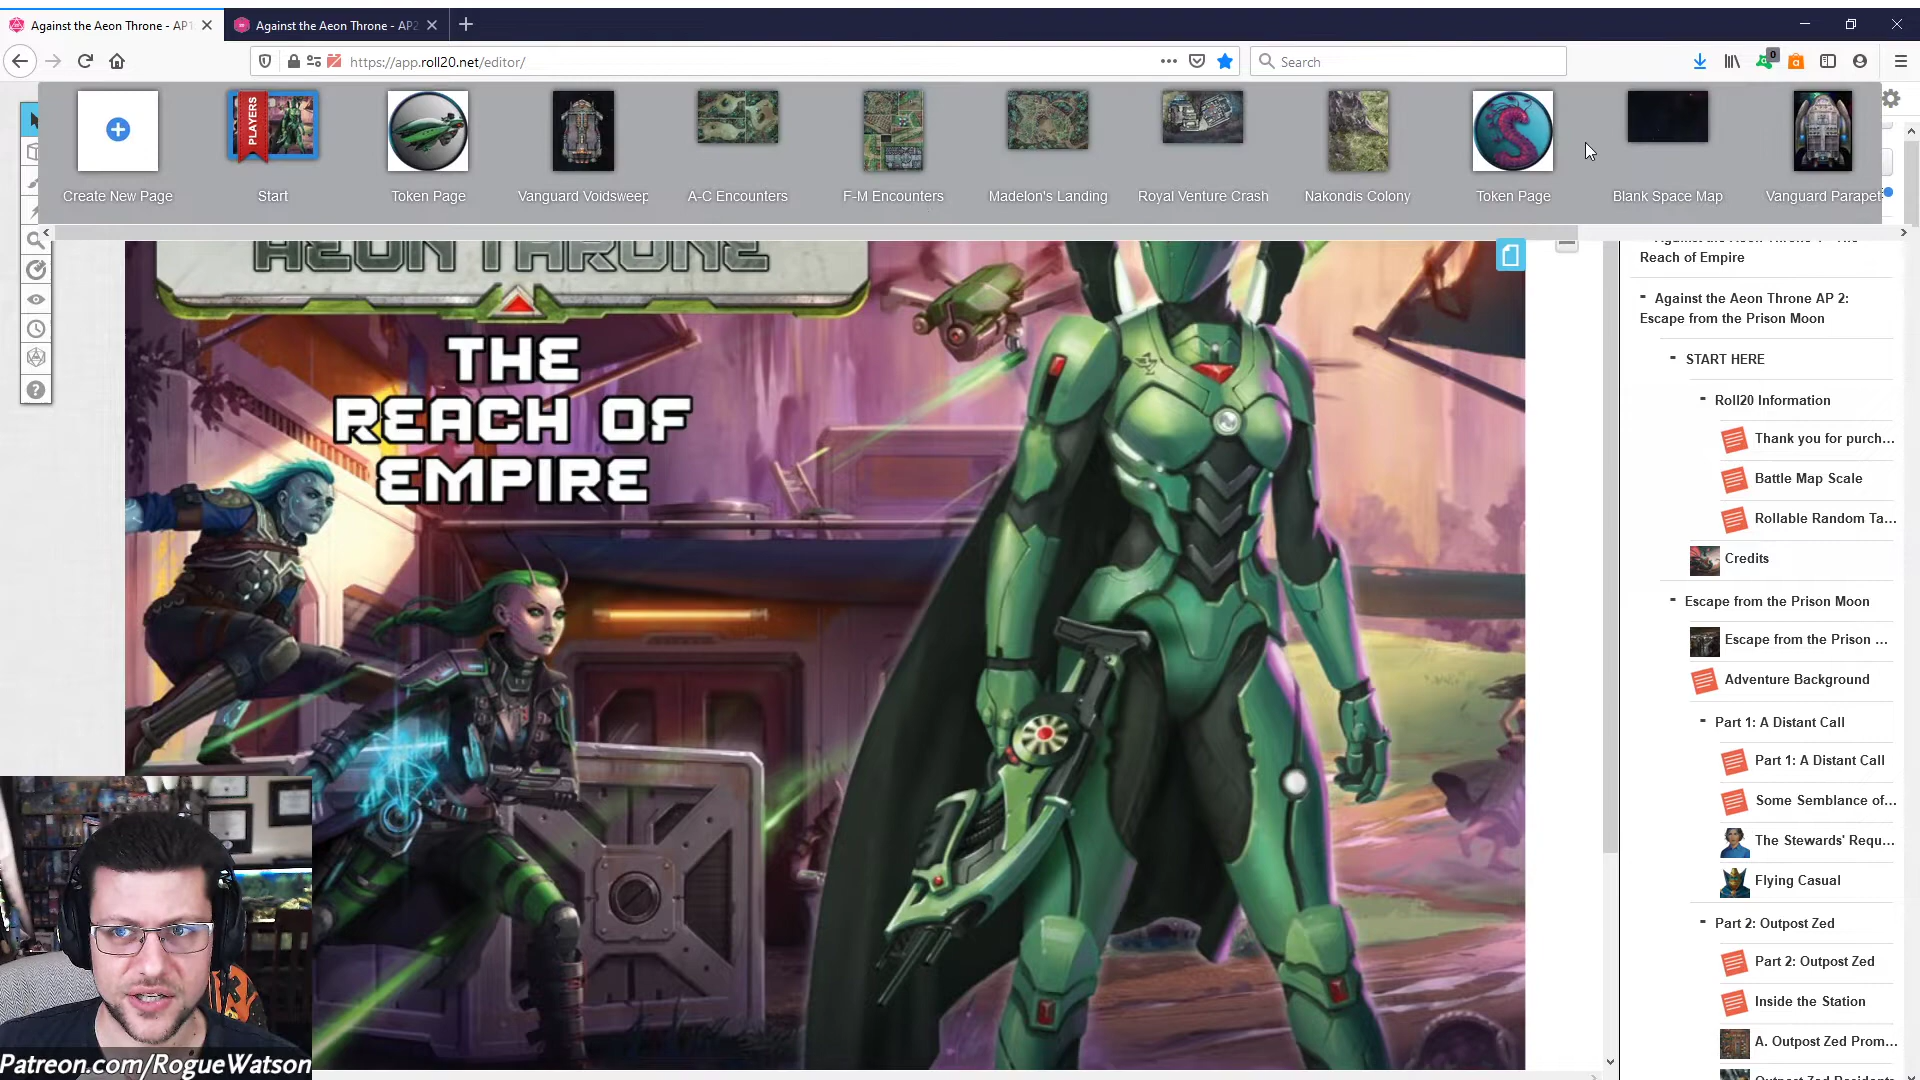 Against the Aeon Throne - AP1
Against the Aeon Throne - AP2
https://app.roll20.net/editor/
Search
0
PLAYERS
Create New Page
Start
Token Page
Vanguard Voidsweep
A-C Encounters
F-M Encounters
Madelon's Landing
Royal Venture Crash
Nakondis Colony
Token Page
Blank Space Map
Vanguard Parapet
AEON THRONE
THE
REACH OF
EMPIRE
Reach of Empire
Against the Aeon Throne AP 2:
Escape from the Prison Moon
START HERE
Roll20 Information
Thank you for purch...
Battle Map Scale
Rollable Random Ta...
Credits
Escape from the Prison Moon
Escape from the Prison ...
Adventure Background
Part 1: A Distant Call
Part 1: A Distant Call
Some Semblance of...
The Stewards' Requ...
Flying Casual
Part 2: Outpost Zed
Part 2: Outpost Zed
Inside the Station
A. Outpost Zed Prom...
Patreon.com/RogueWatson